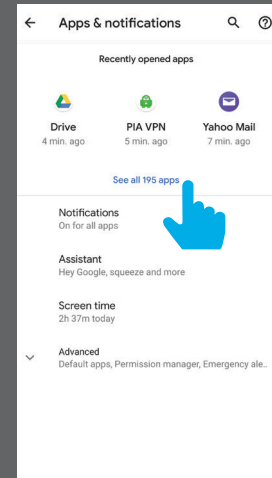 Apps & notifications
Recently opened apps
Drive PIA VPN Yahoo Mail
4 min. ago 5 min. ago 7 min. ago
See all 195 apps
Notifications
On for all apps
Assistant
Hey Google, squeeze and more
Screen time
2h 37m today
Advanced
Default apps, Permission manager, Emergency ale..